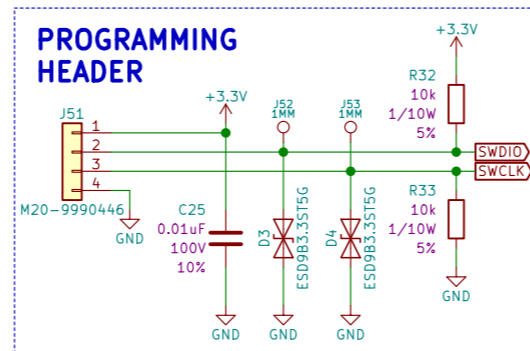 PROGRAMMING
HEADER
+3.3V
R32
10k
1/10W
5%
J51
+3.3V
J52
1MM
J53
1MM
1
2
3
4
SWDIO
SWCLK
M20-9990446
GND
C25
0.01uF
100V
10%
D3
ESD9B3.3ST5G
D4
ESD9B3.3ST5G
R33
10k
1/10W
5%
GND
GND
GND
GND